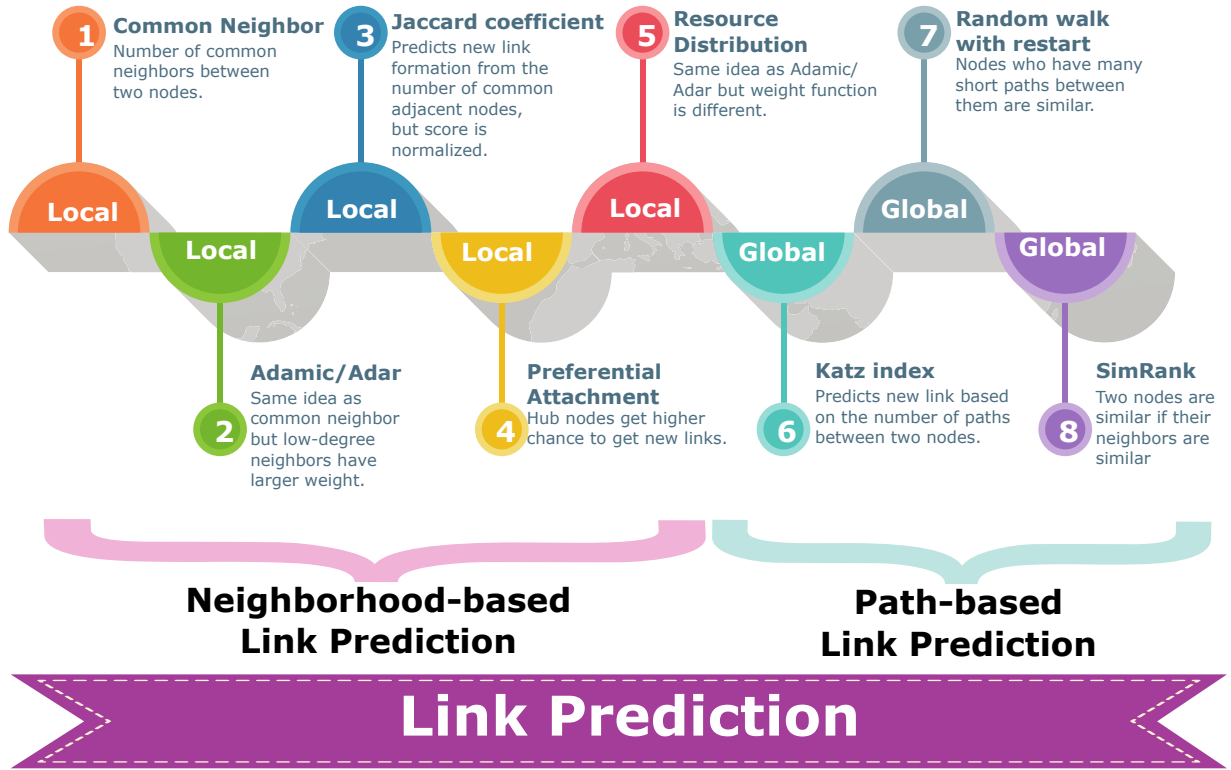 1
Common Neighbor
Number of common
neighbors between
two nodes.
3
Jaccard coefficient
Predicts new link
formation from the
number of common
adjacent nodes,
but score is
normalized.
5
Resource
Distribution
Same idea as Adamic/
Adar but weight function
is different.
7
Random walk
with restart
Nodes who have many
short paths between
them are similar.
Local
Local
Local
Global
Local
Local
Global
Global
2
Adamic/Adar
Same idea as
common neighbor
but low-degree
neighbors have
larger weight.
4
Preferential
Attachment
Hub nodes get higher
chance to get new links.
6
Katz index
Predicts new link based
on the number of paths
between two nodes.
8
SimRank
Two nodes are
similar if their
neighbors are
similar
Neighborhood-based
Link Prediction
Path-based
Link Prediction
Link Prediction